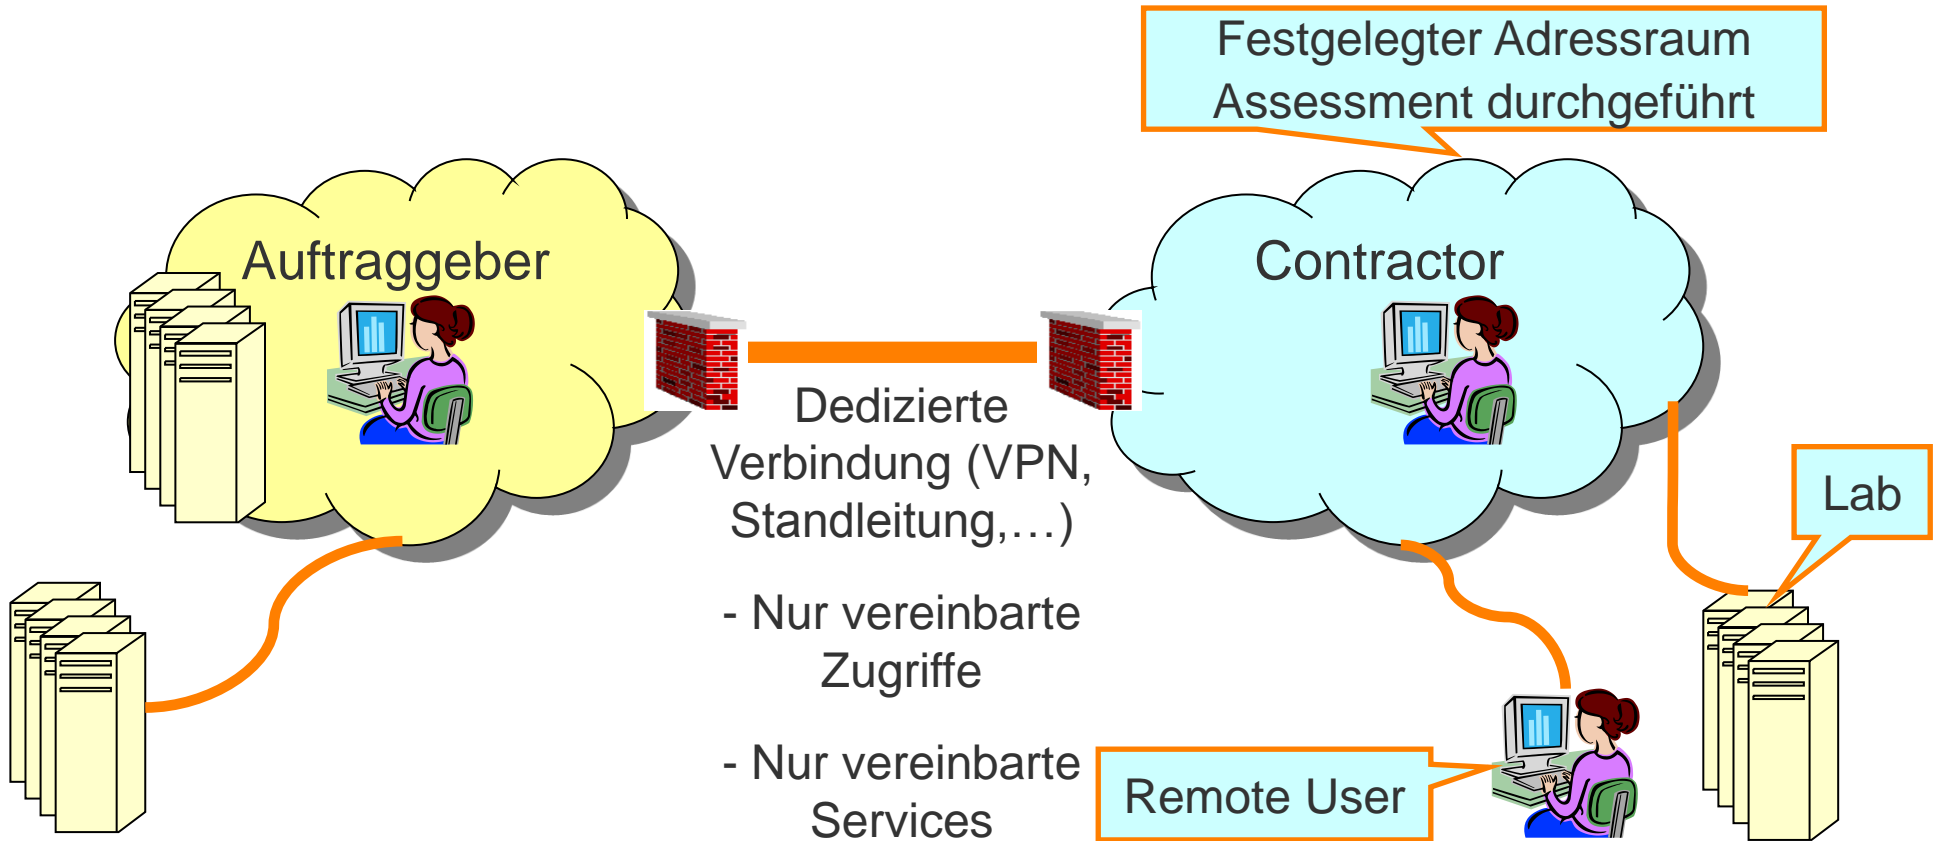 Festgelegter Adressraum
Assessment durchgeführt
Auftraggeber
Contractor
Dedizierte
Verbindung (VPN,
Standleitung,…)
- Nur vereinbarte
Zugriffe
- Nur vereinbarte
Services
Lab
Remote User